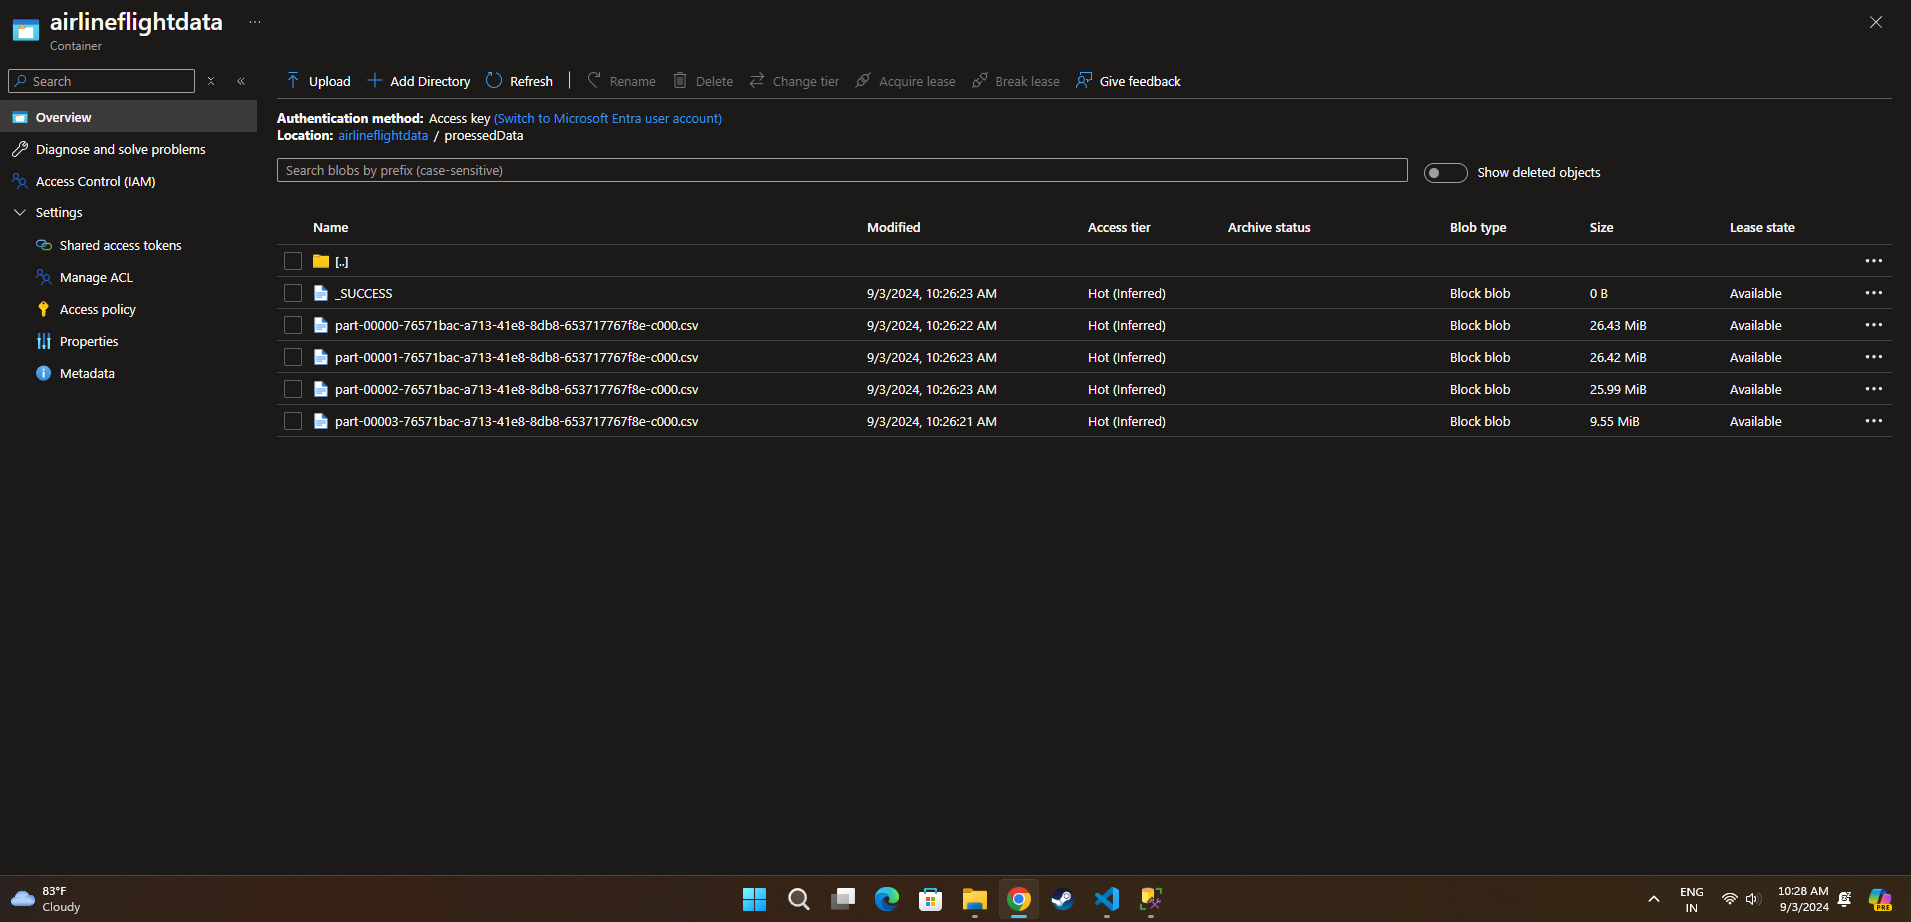 airlineflightdata ...
Container
Search
Upload Add Directory Refresh Rename Delete Change tier Acquire lease Break lease Give feedback
Overview
Diagnose and solve problems
Access Control (IAM)
Settings
Shared access tokens
Manage ACL
Access policy
Properties
Metadata
Authentication method: Access key (Switch to Microsoft Entra user account)
Location: airlineflightdata / proessedData
Search blobs by prefix (case-sensitive)
Show deleted objects
Name Modified Access tier Archive status Blob type Size Lease state
[..]
_SUCCESS 9/3/2024, 10:26:23 AM Hot (Inferred) Block blob 0 B Available
part-00000-76571bac-a713-41e8-8db8-653717767f8e-c000.csv 9/3/2024, 10:26:22 AM Hot (Inferred) Block blob 26.43 MiB Available
part-00001-76571bac-a713-41e8-8db8-653717767f8e-c000.csv 9/3/2024, 10:26:23 AM Hot (Inferred) Block blob 26.42 MiB Available
part-00002-76571bac-a713-41e8-8db8-653717767f8e-c000.csv 9/3/2024, 10:26:23 AM Hot (Inferred) Block blob 25.99 MiB Available
part-00003-76571bac-a713-41e8-8db8-653717767f8e-c000.csv 9/3/2024, 10:26:21 AM Hot (Inferred) Block blob 9.55 MiB Available
83°F
Cloudy
ENG
IN
10:28 AM
9/3/2024
PRE